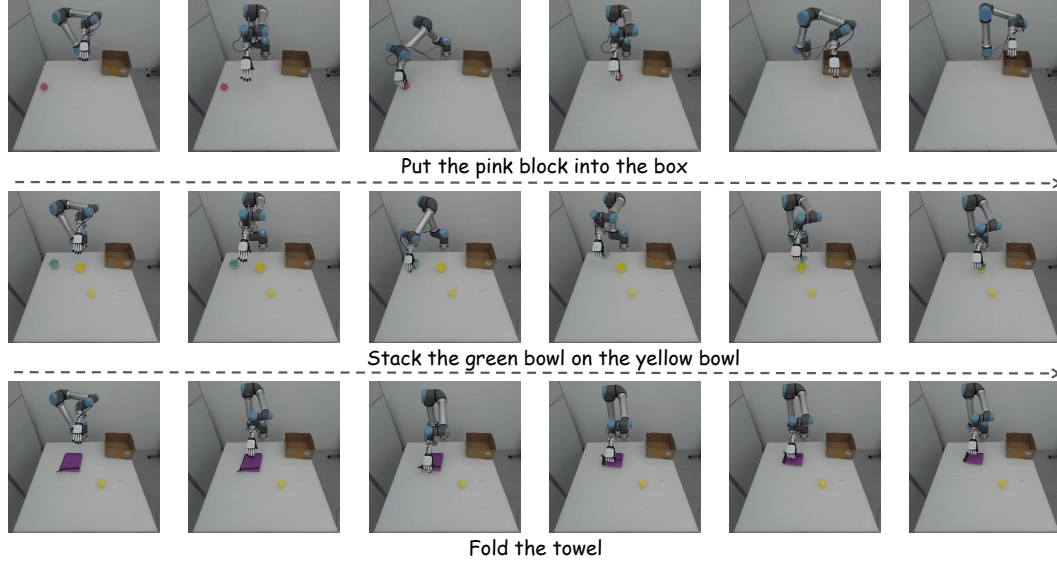 Put the pink block into the box
Stack the green bowl on the yellow bowl
Fold the towel